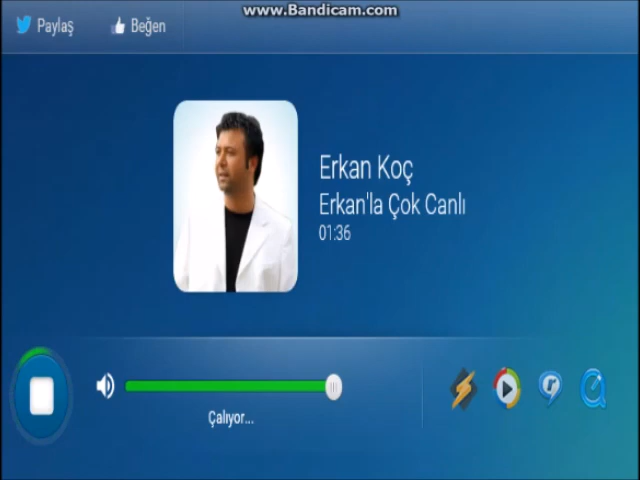 www.Bandicam.com
Paylaş Beğen
Erkan Koç
Erkan'la Çok Canlı
01:36
Çalıyor...